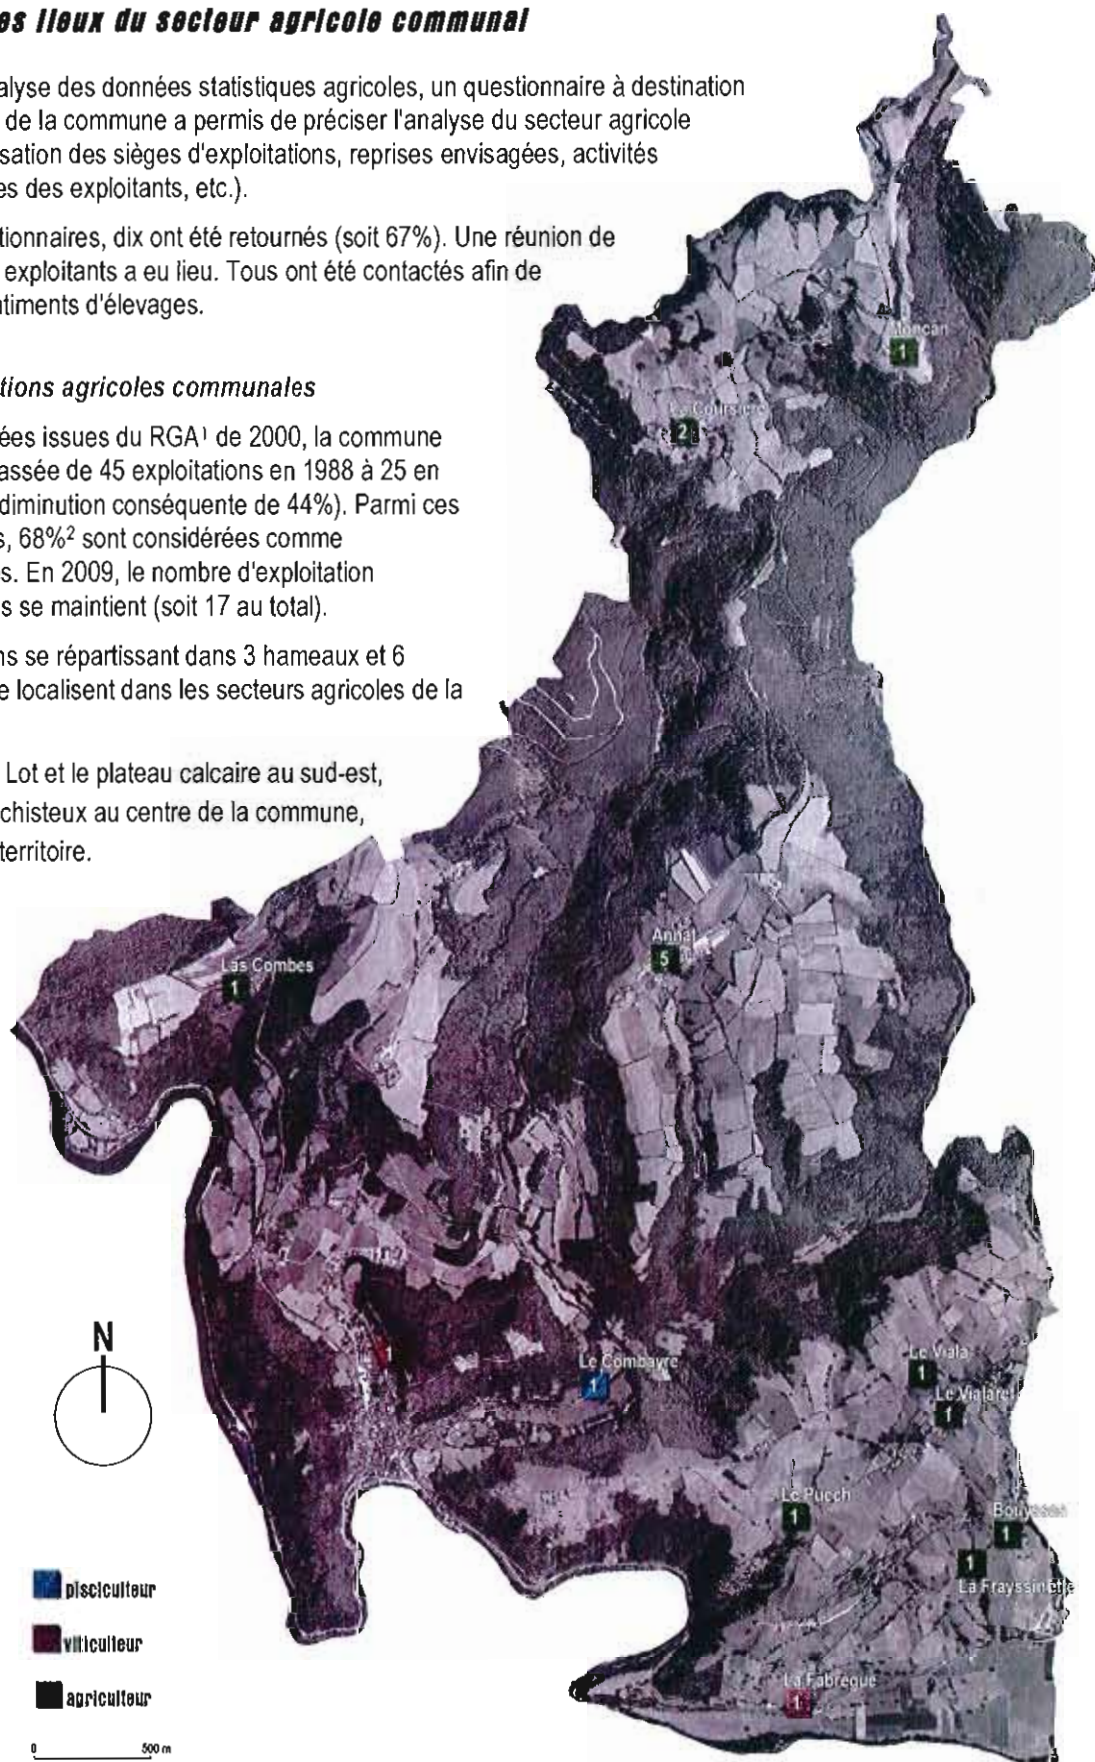 es lieux du secteur agricole communal
alyse des données statistiques agricoles, un questionnaire à destination
de la commune a permis de préciser l'analyse du secteur agricole
sation des sièges d'exploitations, reprises envisagées, activités
es des exploitants, etc.).
tionnaires, dix ont été retournés (soit 67%). Une réunion de
exploitants a eu lieu. Tous ont été contactés afin de
âtiments d'élevages.
tions agricoles communales
ées issues du RGA¹ de 2000, la commune
assée de 45 exploitations en 1988 à 25 en
diminution conséquente de 44%). Parmi ces
s, 68%² sont considérées comme
s. En 2009, le nombre d'exploitation
s se maintient (soit 17 au total).
ns se répartissant dans 3 hameaux et 6
e localisent dans les secteurs agricoles de la
Lot et le plateau calcaire au sud-est,
chisteux au centre de la commune,
territoire.
Moncan
1
2
Annat
5
Las Combes
1
1
Le Combayre
1
Le Viala
1
Le Vialaret
1
Le Puech
1
1
1
La Frayssinette
La Fabregue
1
N
pisciculteur
viticulteur
agriculteur
0 500 m